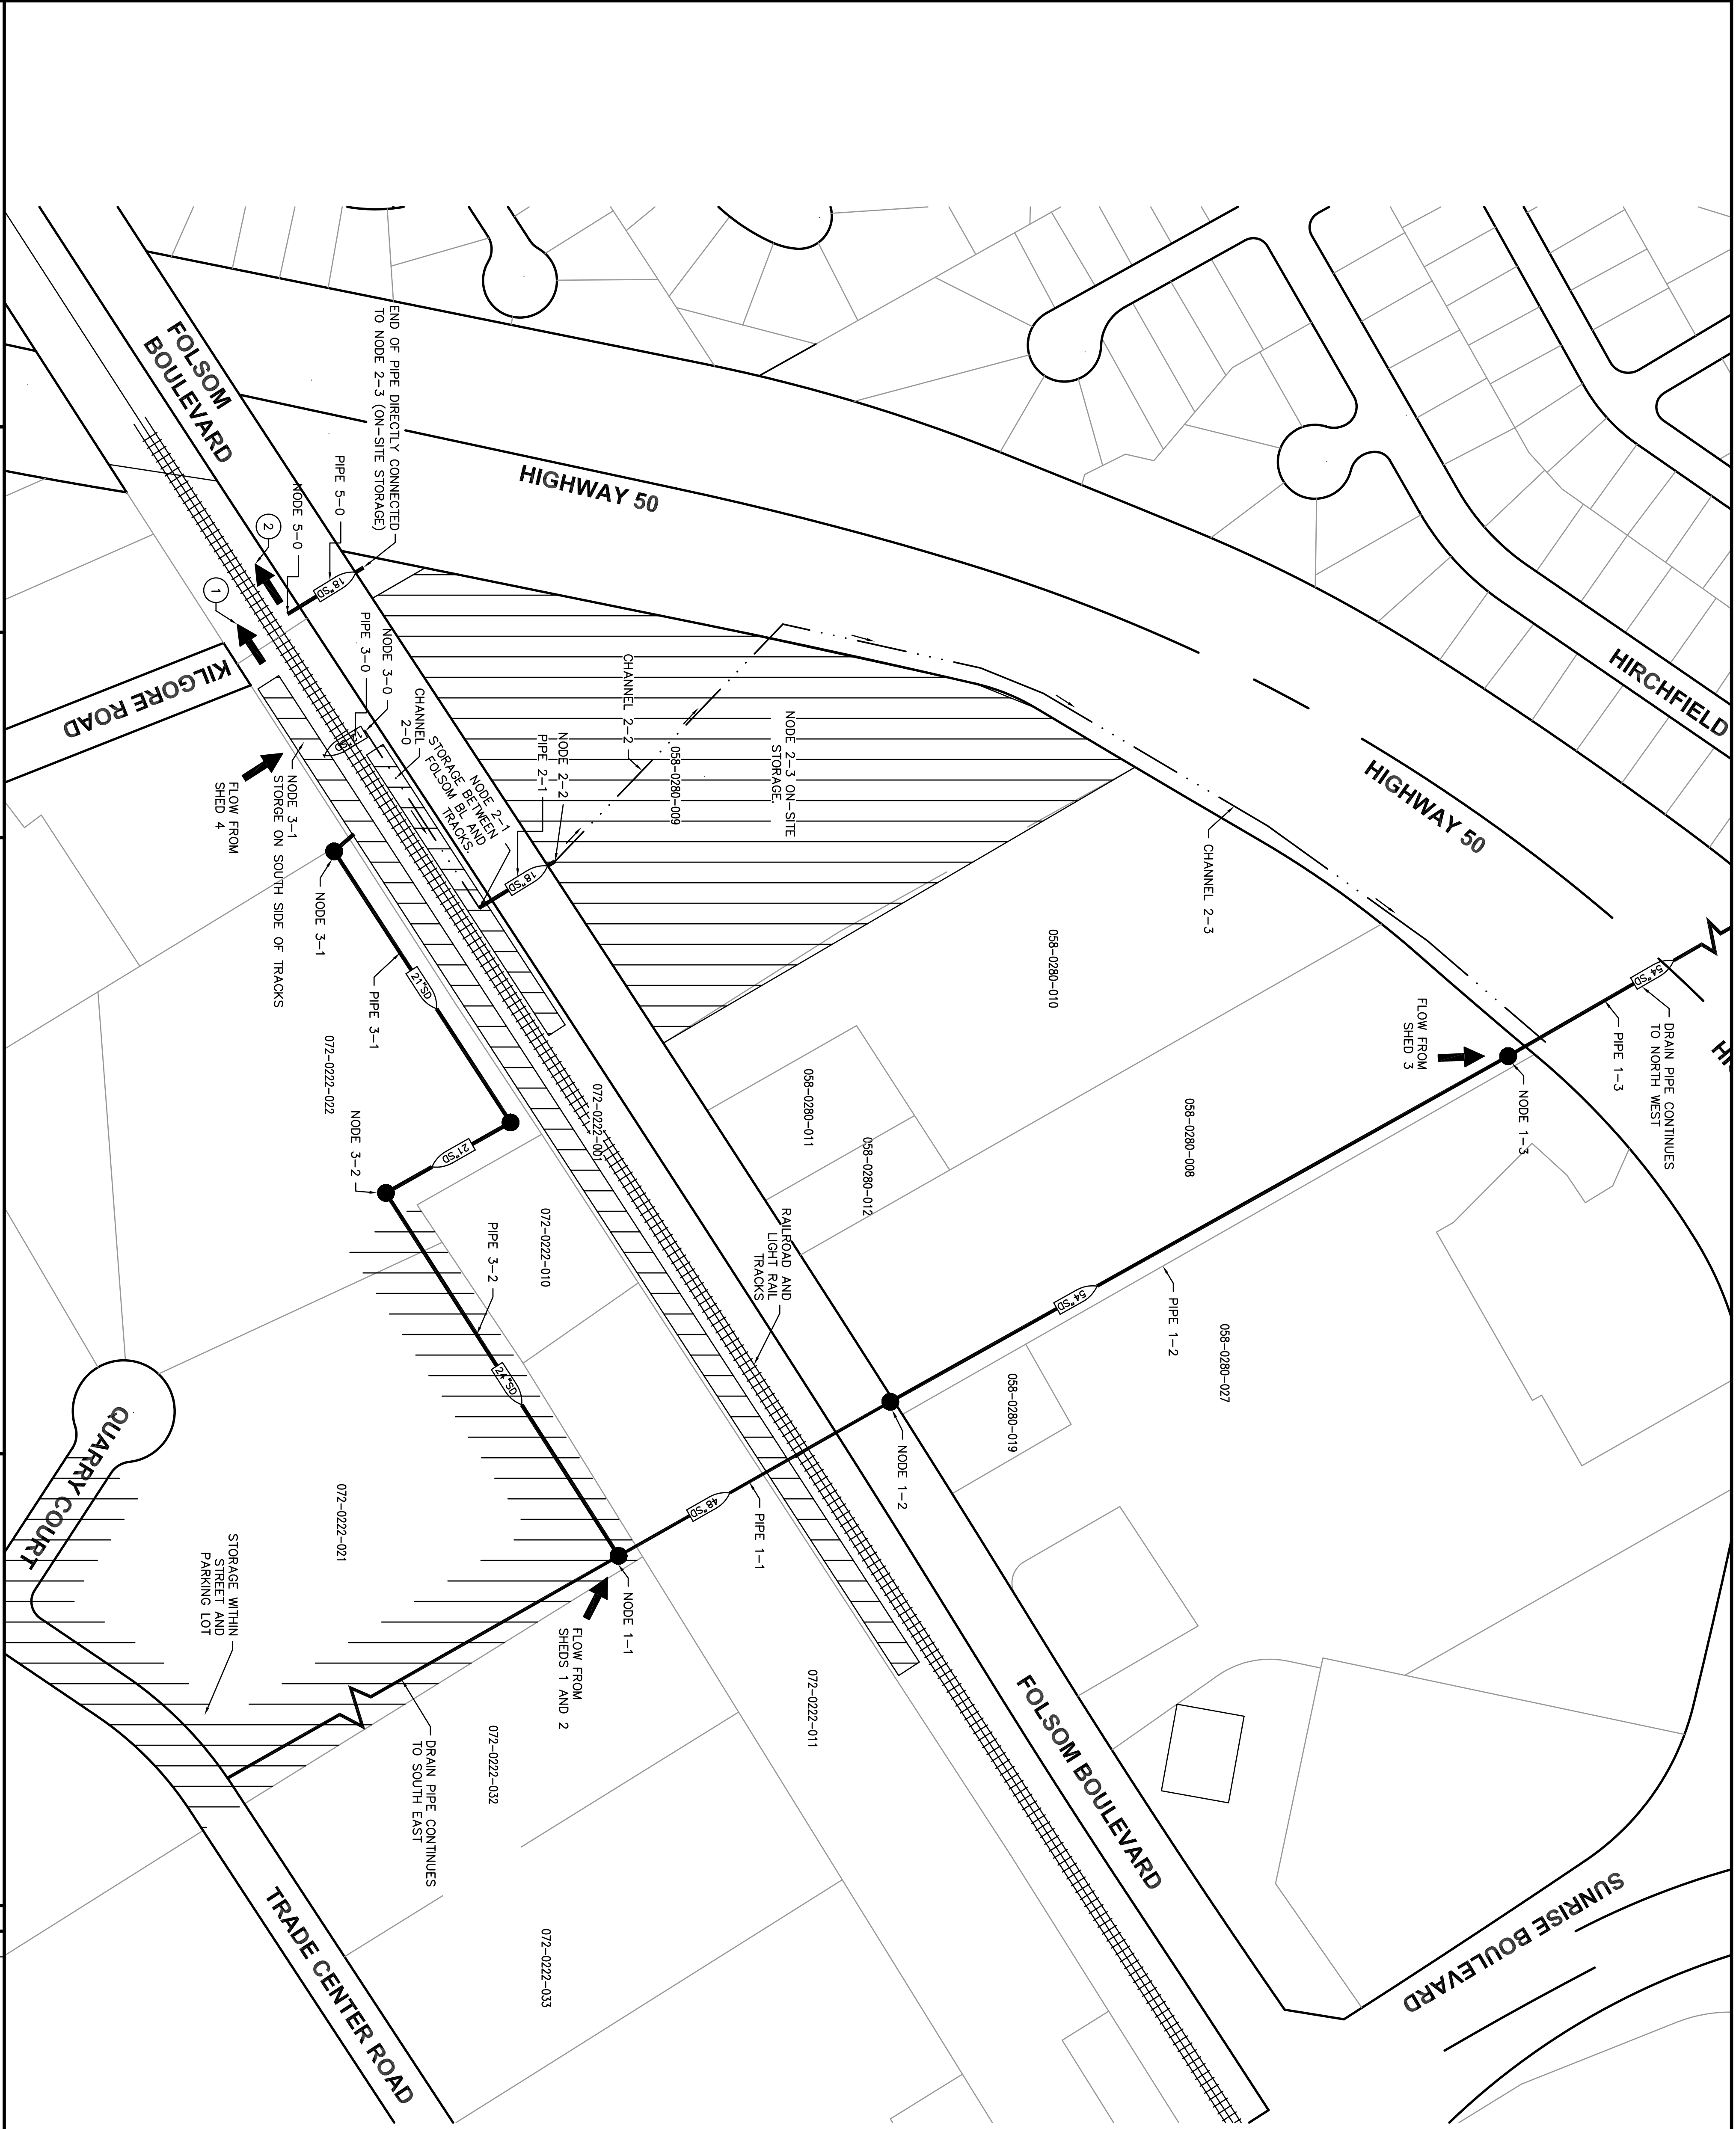 HIRCHFIELD
HIGHWAY 50
HIGHWAY 50
FOLSOM
BOULEVARD
END OF PIPE DIRECTLY CONNECTED
TO NODE 2-3 (ON-SITE STORAGE)
PIPE 5-0
NODE 5-0
18"SD
2
1
KILGORE ROAD
NODE 3-0
PIPE 3-0
CHANNEL
2-0
NODE 2-1
STORAGE BETWEEN
FOLSOM BL AND
TRACKS.
CHANNEL 2-2
NODE 2-2
PIPE 2-1
18"SD
058-0280-009
NODE 2-3 ON-SITE
STORAGE.
CHANNEL 2-3
FLOW FROM
SHED 4
NODE 3-1
STORGE ON SOUTH SIDE OF TRACKS
NODE 3-1
PIPE 3-1
21"SD
072-0222-022
NODE 3-2
21"SD
072-0222-001
072-0222-010
PIPE 3-2
24"SD
058-0280-010
058-0280-011
058-0280-012
058-0280-008
FLOW FROM
SHED 3
NODE 1-3
PIPE 1-3
54"SD
DRAIN PIPE CONTINUES
TO NORTH WEST
RAILROAD AND
LIGHT RAIL
TRACKS
54"SD
PIPE 1-2
058-0280-027
058-0280-019
NODE 1-2
PIPE 1-1
48"SD
NODE 1-1
FLOW FROM
SHEDS 1 AND 2
072-0222-021
QUARRY COURT
STORAGE WITHIN
STREET AND
PARKING LOT
DRAIN PIPE CONTINUES
TO SOUTH EAST
072-0222-032
072-0222-011
072-0222-033
FOLSOM BOULEVARD
SUNRISE BOULEVARD
TRADE CENTER ROAD